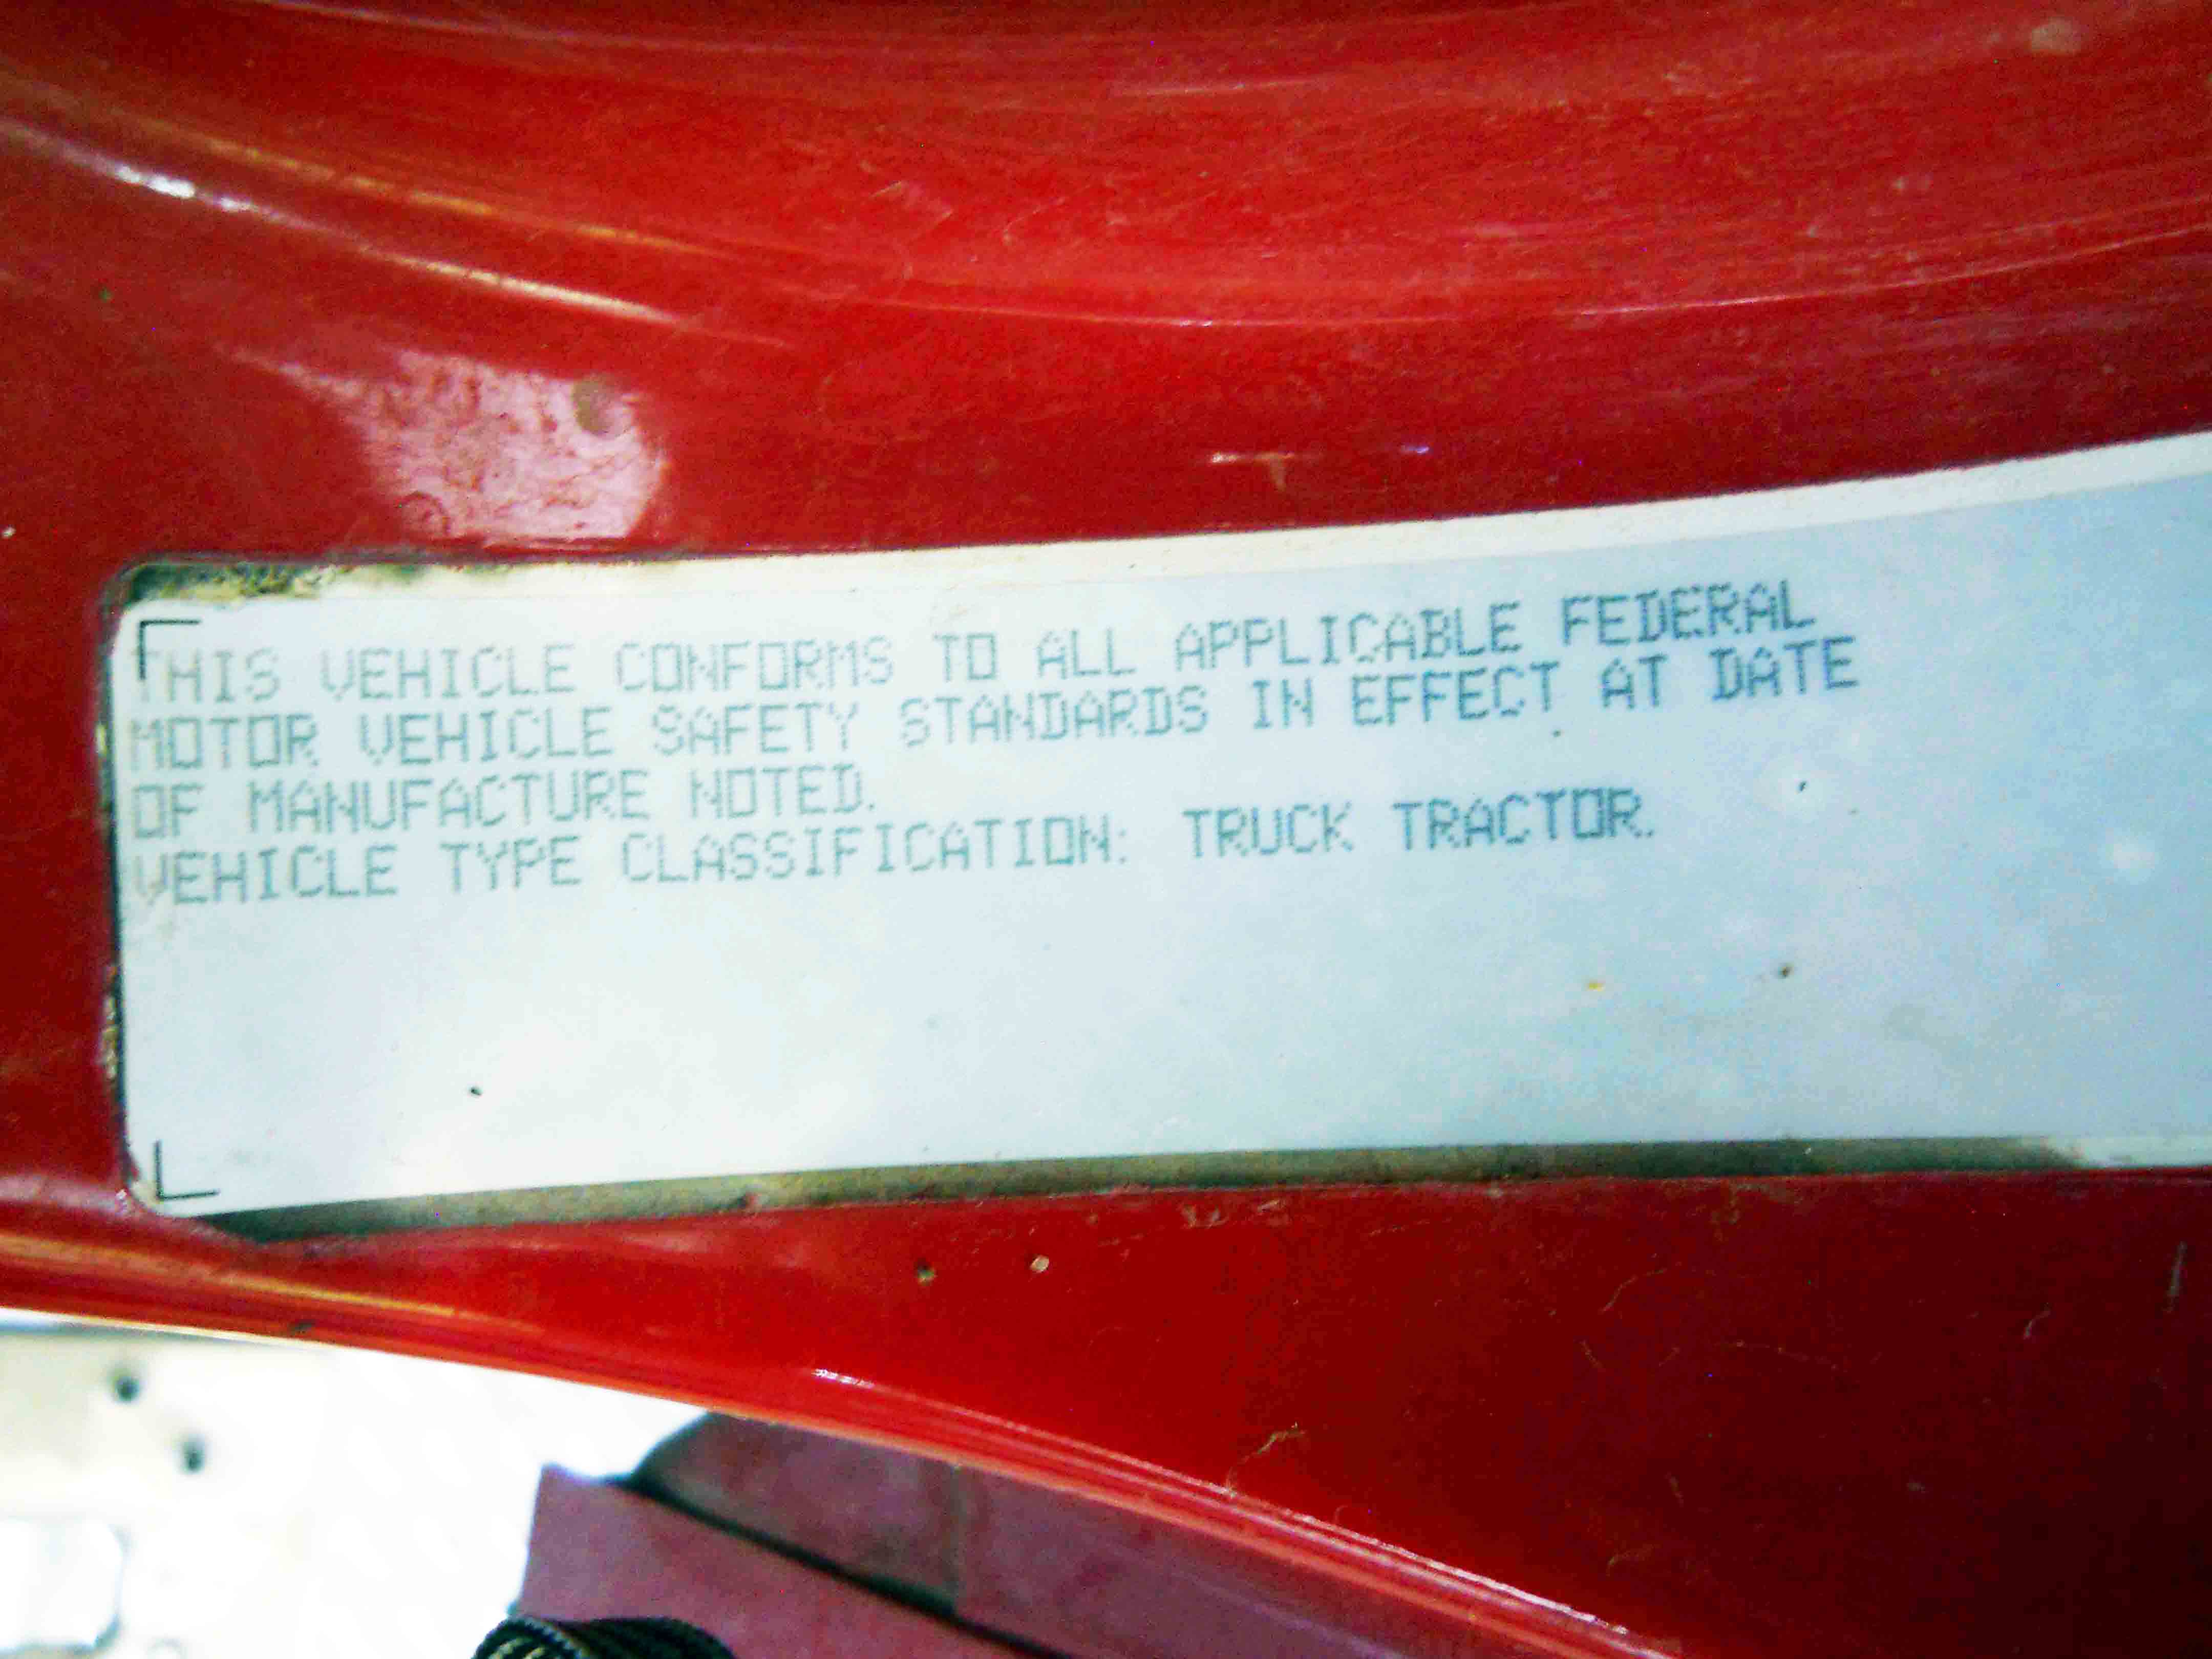 THIS VEHICLE CONFORMS TO ALL APPLICABLE FEDERAL
MOTOR VEHICLE SAFETY STANDARDS IN EFFECT AT DATE
OF MANUFACTURE NOTED.
VEHICLE TYPE CLASSIFICATION: TRUCK TRACTOR.